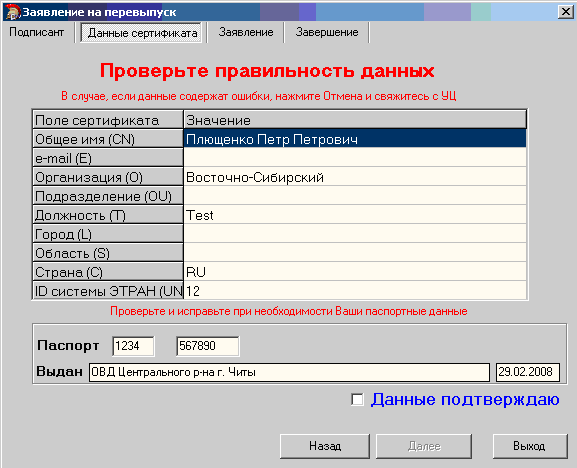 Заявление на перевыпуск
Подписант Данные сертификата Заявление Завершение
Проверьте правильность данных
В случае, если данные содержат ошибки, нажмите Отмена и свяжитесь с УЦ
Поле сертификата Значение
Общее имя (CN) Плющенко Петр Петрович
e-mail (E)
Организация (O) Восточно-Сибирский
Подразделение (OU)
Должность (T) Test
Город (L)
Область (S)
Страна (C) RU
ID системы ЭТРАН (UN 12
Проверьте и исправьте при необходимости Ваши паспортные данные
Паспорт 1234 567890
Выдан ОВД Центрального р-на г. Читы 29.02.2008
Данные подтверждаю
Назад Далее Выход